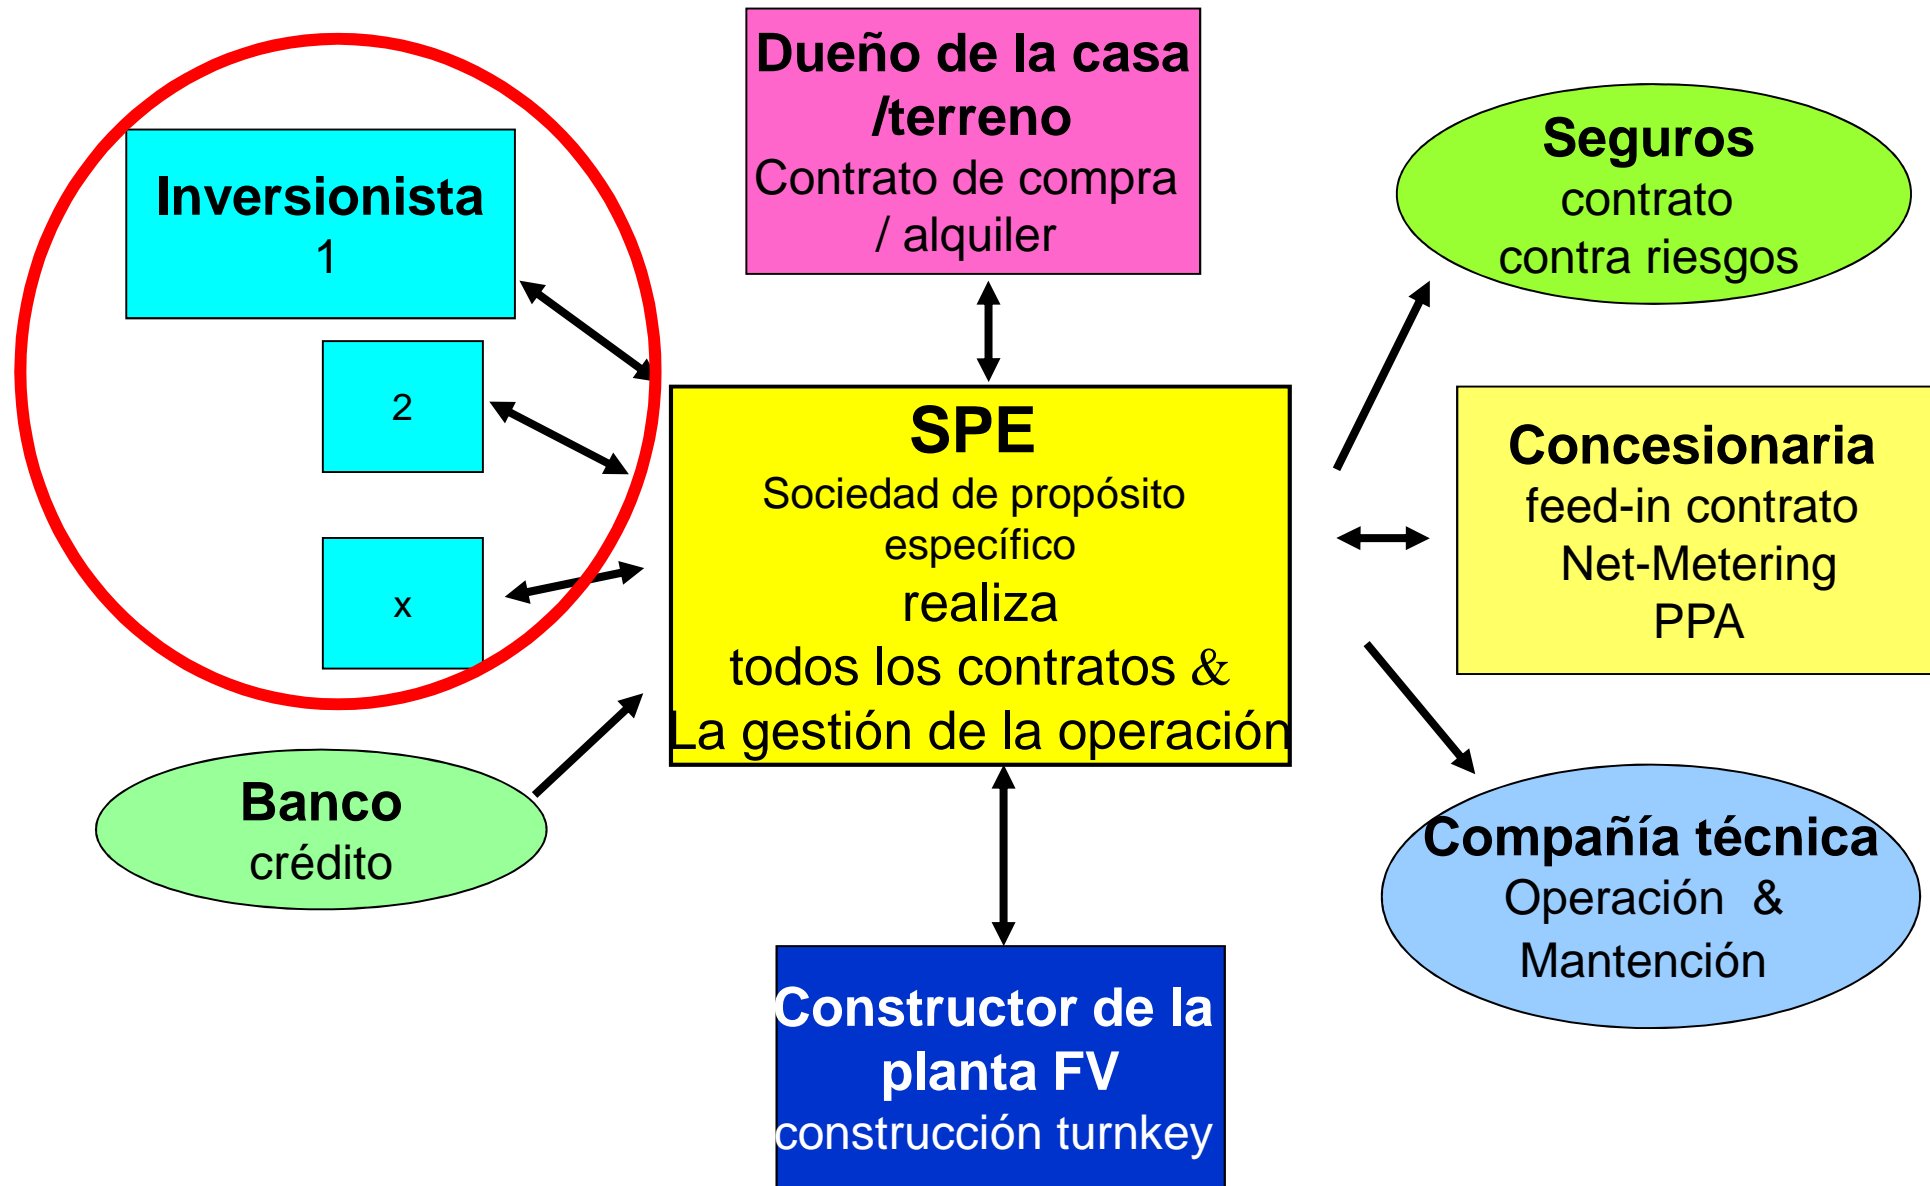 Dueño de la casa
/terreno
Contrato de compra
/ alquiler
Inversionista
1
2
x
Banco
crédito
SPE
Sociedad de propósito
específico
realiza
todos los contratos &
La gestión de la operación
Seguros
contrato
contra riesgos
Concesionaria
feed-in contrato
Net-Metering
PPA
Compañía técnica
Operación &
Mantención
Constructor de la
planta FV
construcción turnkey